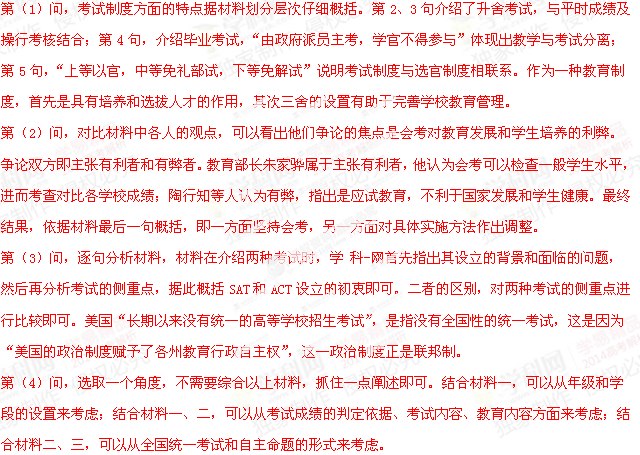 第（1）问，考试制度方面的特点据材料划分层次仔细概括。第 2、3 句介绍了升舍考试，与平时成绩及
操行考核结合；第 4 句，介绍毕业考试，“由政府派员主考，学官不得参与”体现出教学与考试分离；
第 5 句，“上等以官，中等免礼部试，下等免解试”说明考试制度与选官制度相联系。作为一种教育制
度，首先是具有培养和选拔人才的作用，其次三舍的设置有助于完善学校教育管理。
第（2）问，对比材料中各人的观点，可以看出他们争论的焦点是会考对教育发展和学生培养的利弊。
争论双方即主张有利者和有弊者。教育部长朱家骅属于主张有利者，他认为会考可以检查一般学生水平，
进而考查对比各学校成绩；陶行知等人认为有弊，指出是应试教育，不利于国家发展和学生健康。最终
结果，依据材料最后一句概括，即一方面坚持会考，另一方面对具体实施方法作出调整。
第（3）问，逐句分析材料，材料在介绍两种考试时，学 科-网首先指出其设立的背景和面临的问题，
然后再分析考试的侧重点，据此概括 SAT 和 ACT 设立的初衷即可。二者的区别，对两种考试的侧重点进
行比较即可。美国“长期以来没有统一的高等学校招生考试”，是指没有全国性的统一考试，这是因为
“美国的政治制度赋予了各州教育行政自主权”，这一政治制度正是联邦制。
第（4）问，选取一个角度，不需要综合以上材料，抓住一点阐述即可。结合材料一，可以从年级和学
段的设置来考虑；结合材料一、二，可以从考试成绩的判定依据、考试内容、教育内容方面来考虑；结
合材料二、三，可以从全国统一考试和自主命题的形式来考虑。